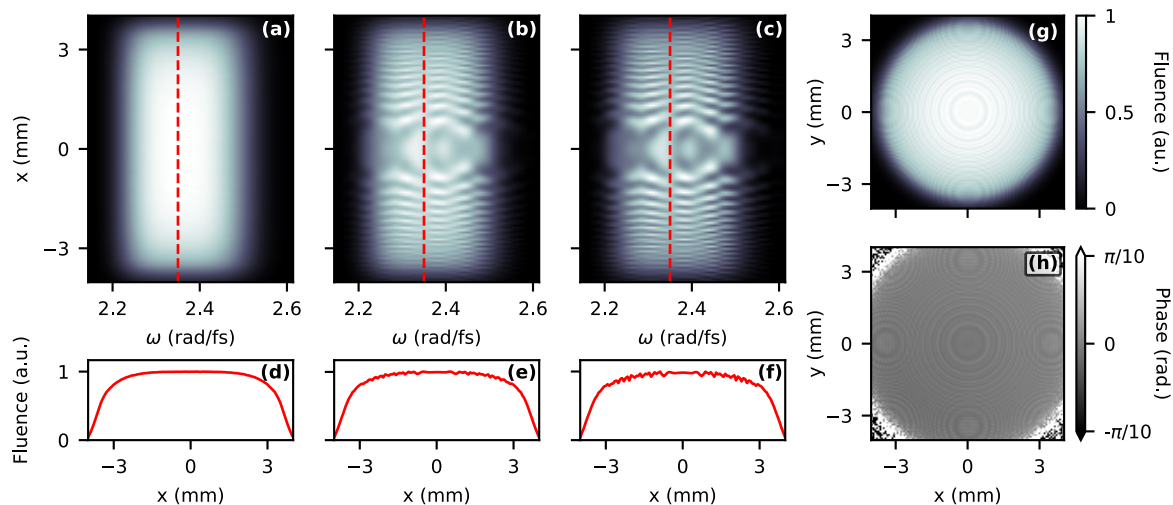 (a)
(b)
(c)
x (mm)
3
0
−3
2.2 2.4 2.6
2.2 2.4 2.6
2.2 2.4 2.6
ω (rad/fs)
ω (rad/fs)
ω (rad/fs)
(d)
(e)
(f)
Fluence (a.u.)
1
0
−3 0 3
−3 0 3
−3 0 3
x (mm)
x (mm)
x (mm)
(g)
y (mm)
3
0
−3
−3 0 3
1
0.5
0
Fluence (au.)
(h)
y (mm)
3
0
−3
−3 0 3
x (mm)
π/10
0
-π/10
Phase (rad.)